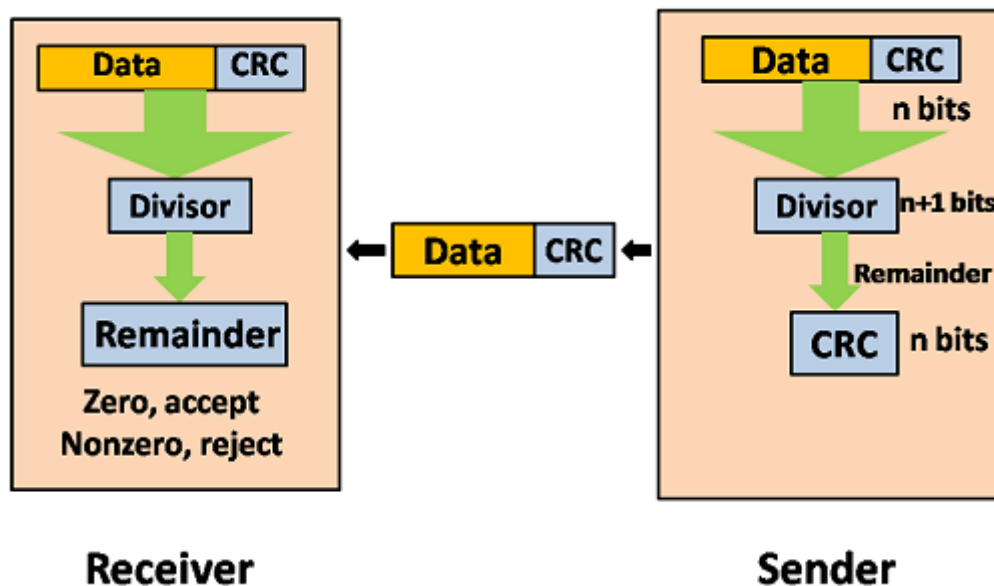 Data CRC
Divisor
Remainder
Zero, accept
Nonzero, reject
Receiver
Data CRC
Data CRC
n bits
Divisor n+1 bits
Remainder
CRC n bits
Sender